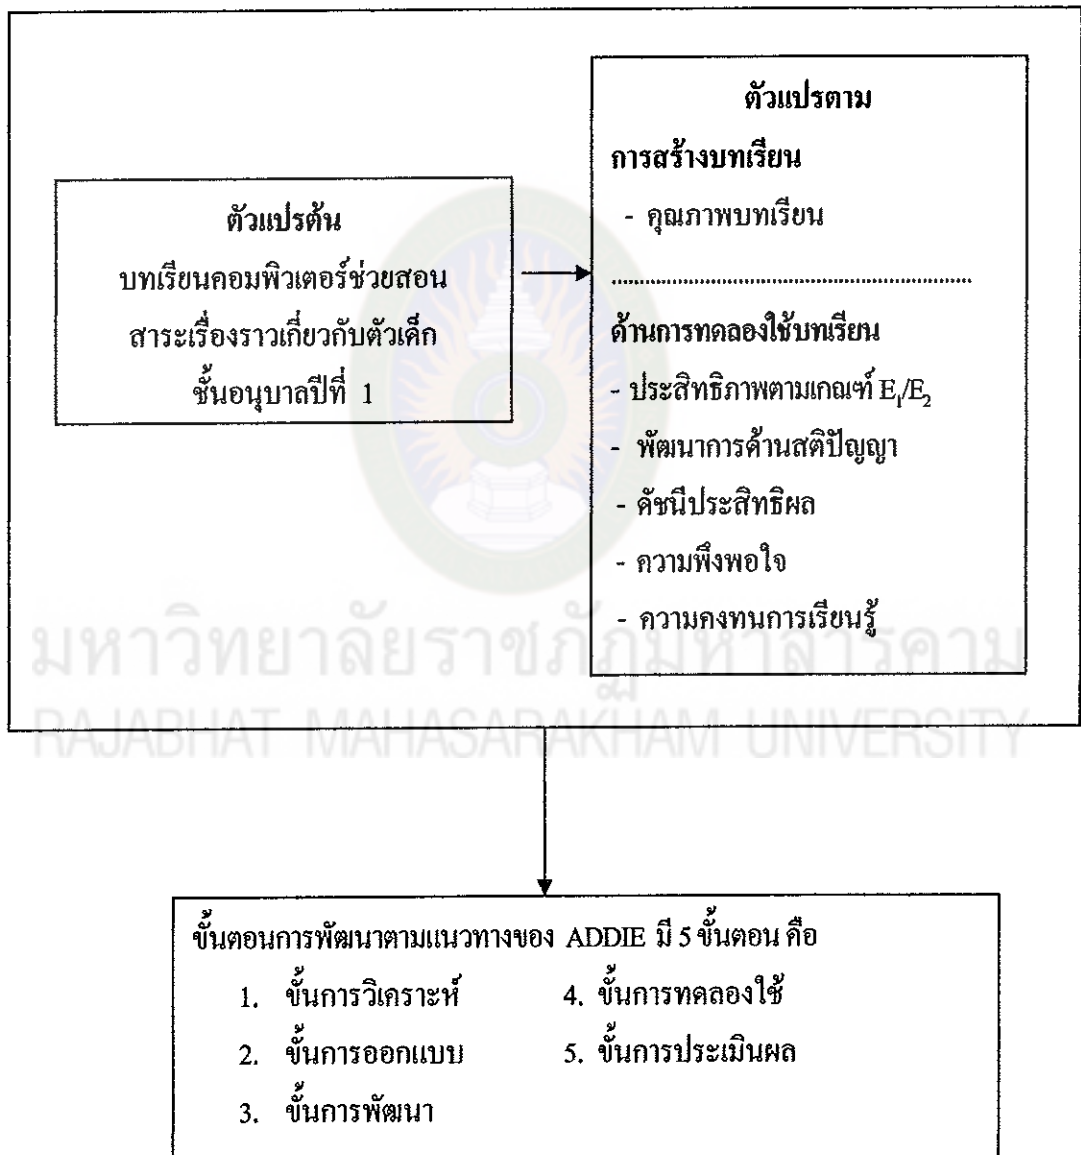 ตัวแปรตาม
การสร้างบทเรียน
- คุณภาพบทเรียน
ตัวแปรต้น
บทเรียนคอมพิวเตอร์ช่วยสอน
สาระเรื่องราวเกี่ยวกับตัวเด็ก
ชั้นอนุบาลปีที่ 1
ด้านการทดลองใช้บทเรียน
- ประสิทธิภาพตามเกณฑ์ E₁/E₂
- พัฒนาการด้านสติปัญญา
- ดัชนีประสิทธิผล
- ความพึงพอใจ
- ความคงทนการเรียนรู้
มหาวิทยาลัยราชภัฏมหาสารคาม
RAJABHAT MAHASARAKHAM UNIVERSITY
ขั้นตอนการพัฒนาตามแนวทางของ ADDIE มี 5 ขั้นตอน คือ
1. ขั้นการวิเคราะห์
2. ขั้นการออกแบบ
3. ขั้นการพัฒนา
4. ขั้นการทดลองใช้
5. ขั้นการประเมินผล